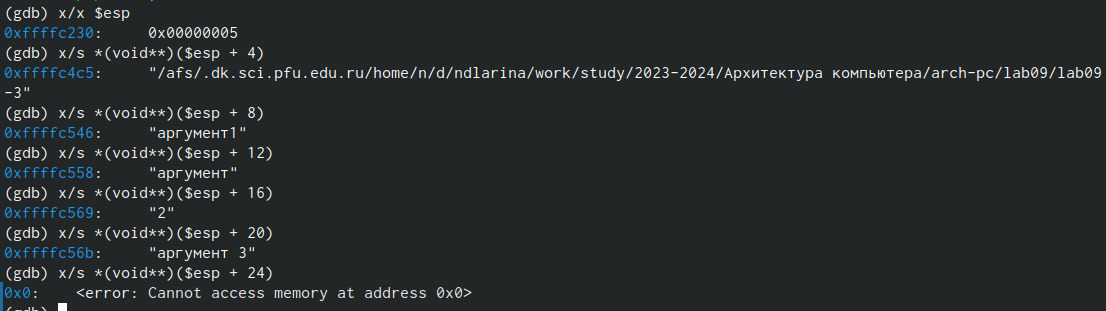 (gdb) x/x $esp
0xffffc230:     0x00000005
(gdb) x/s *(void**)($esp + 4)
0xffffc4c5:     "/afs/.dk.sci.pfu.edu.ru/home/n/d/ndlarina/work/study/2023-2024/Архитектура компьютера/arch-pc/lab09/lab09
-3"
(gdb) x/s *(void**)($esp + 8)
0xffffc546:     "аргумент1"
(gdb) x/s *(void**)($esp + 12)
0xffffc558:     "аргумент"
(gdb) x/s *(void**)($esp + 16)
0xffffc569:     "2"
(gdb) x/s *(void**)($esp + 20)
0xffffc56b:     "аргумент 3"
(gdb) x/s *(void**)($esp + 24)
0x0:    <error: Cannot access memory at address 0x0>
(gdb)